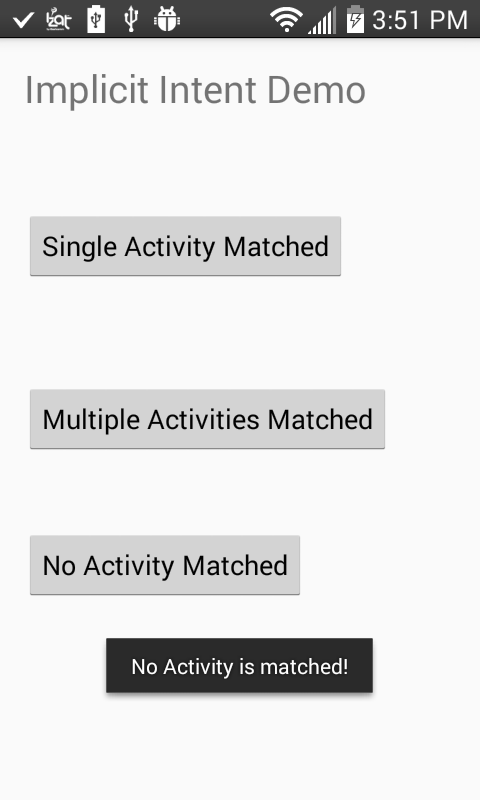 3:51 PM
Implicit Intent Demo
Single Activity Matched
Multiple Activities Matched
No Activity Matched
No Activity is matched!